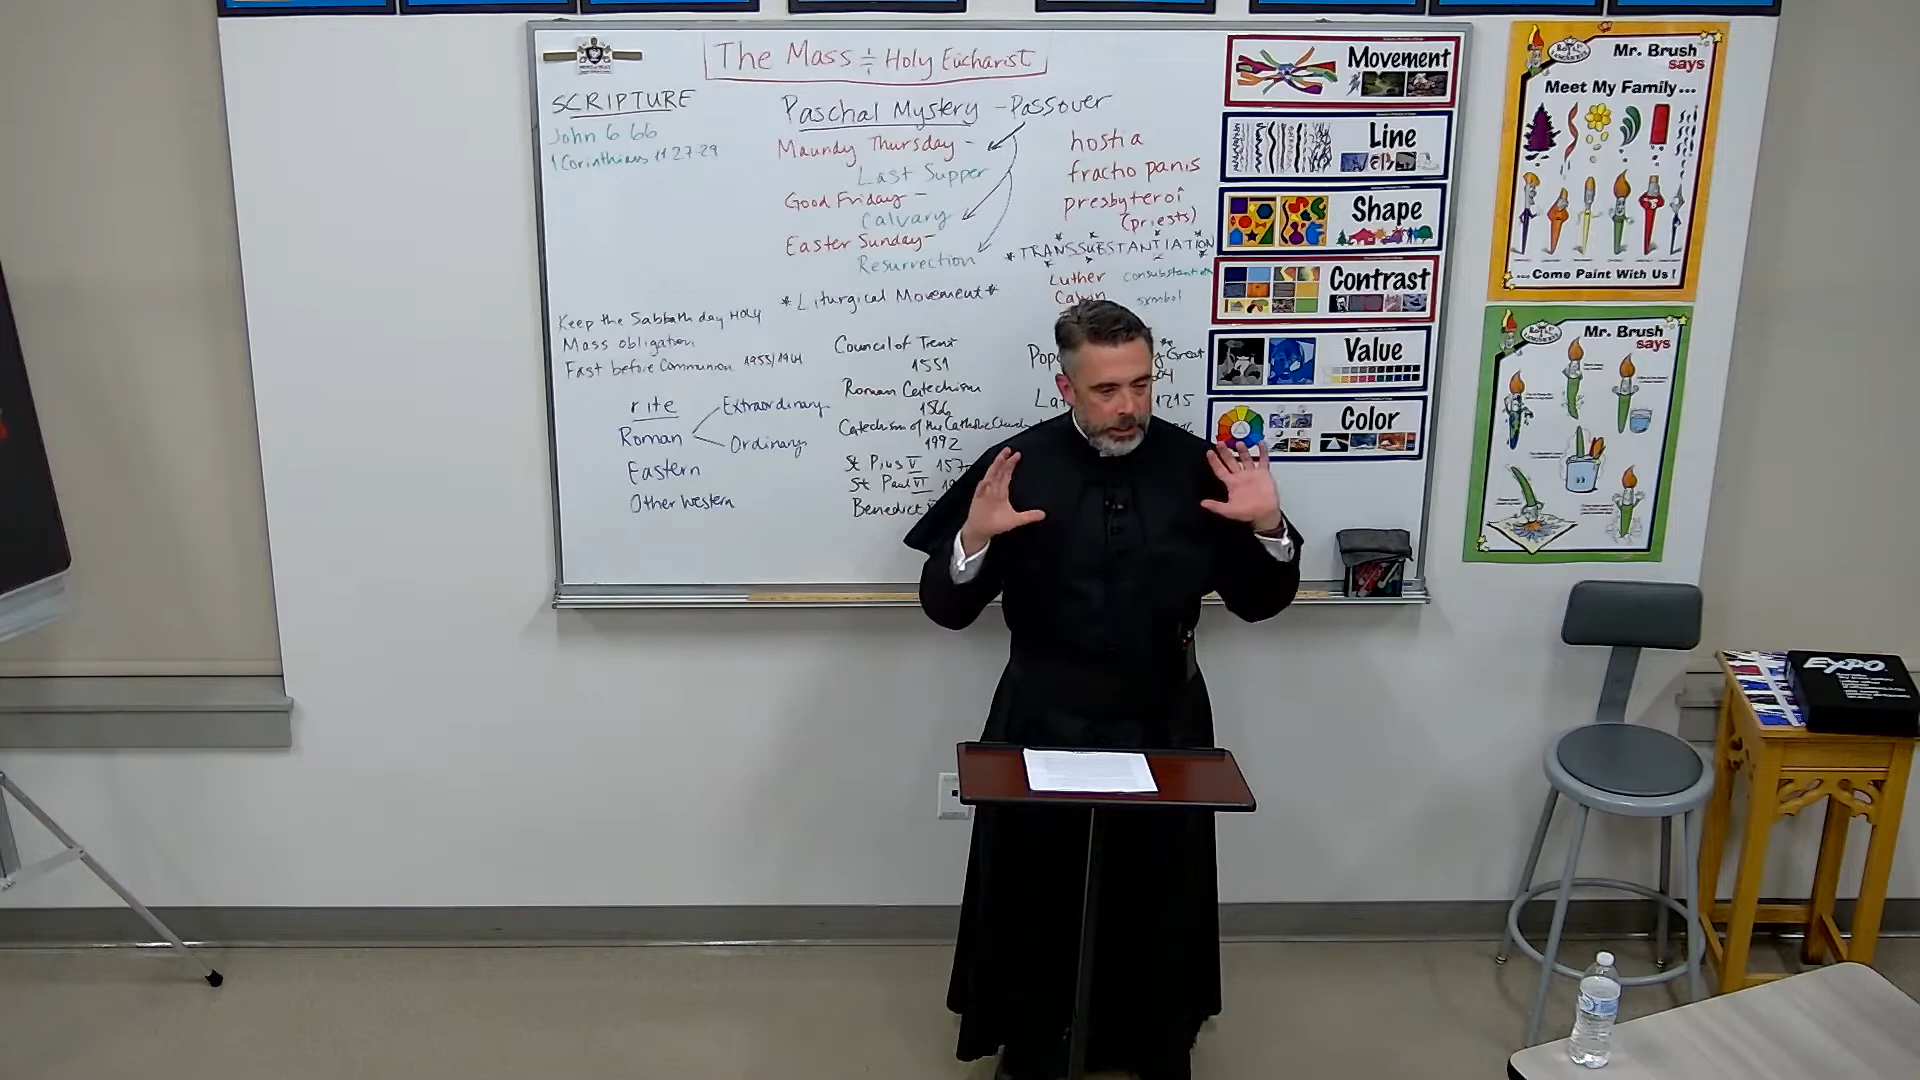 The Mass ÷ Holy Eucharist
SCRIPTURE
John 6 66
1 Corinthians 11 27-29
Paschal Mystery - Passover
Maundy Thursday -
Last Supper
Good Friday -
Calvary
Easter Sunday -
Resurrection
*Liturgical Movement*
hostia
fractio panis
presbyteroi
(priests)
*TRANSSUBSTANTIATION
Luther
Calvin symbol
Keep the Sabbath day HOLY
Mass obligation
Fast before Communion
rite
Roman
Extraordinary
Ordinary
Eastern
Other Western
Council of Trent
1551
Roman Catechism
1566
Catechism of the Catholic Church
1992
St Pius V
St Paul VI
Benedict
Great
1215
Movement
Line
Shape
Contrast
Value
Color
Mr. Brush
says
Meet My Family...
...Come Paint With Us!
Mr. Brush
says
EXPO